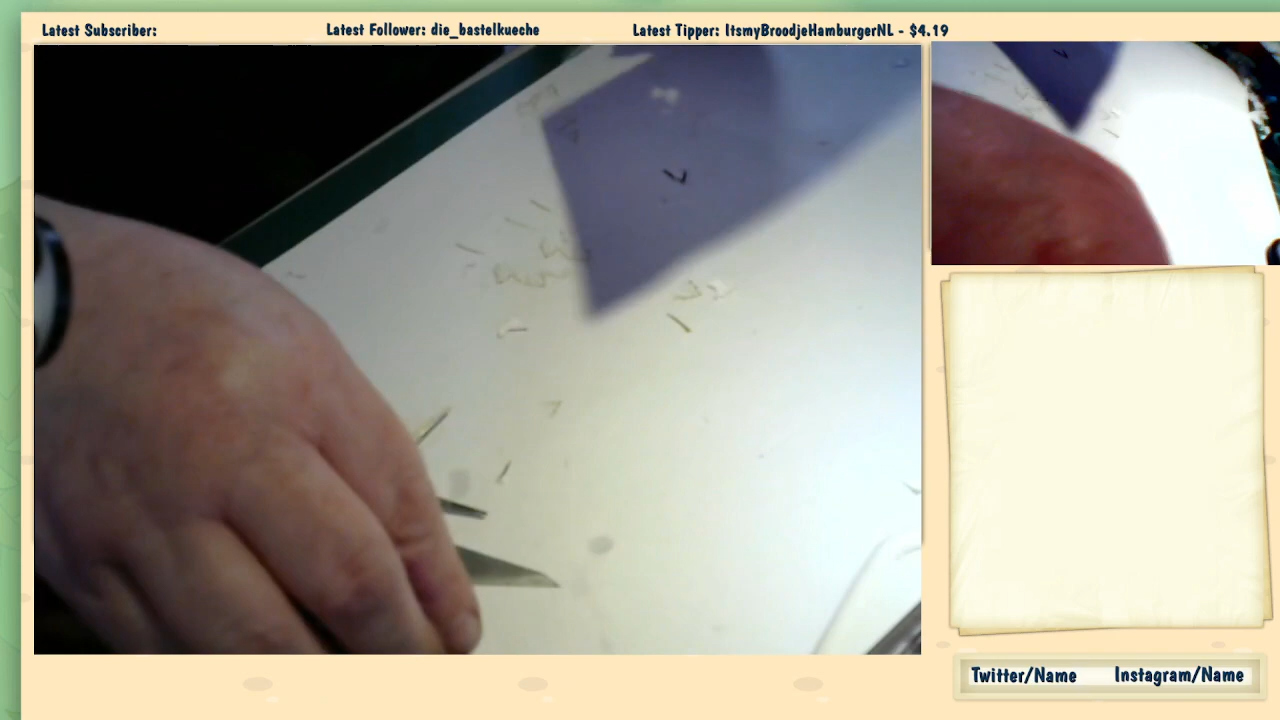 Latest Subscriber:
Latest Follower: die_bastelkueche
Latest Tipper: ItsmyBroodjeHamburgerNL - $4.19
Twitter/Name
Instagram/Name